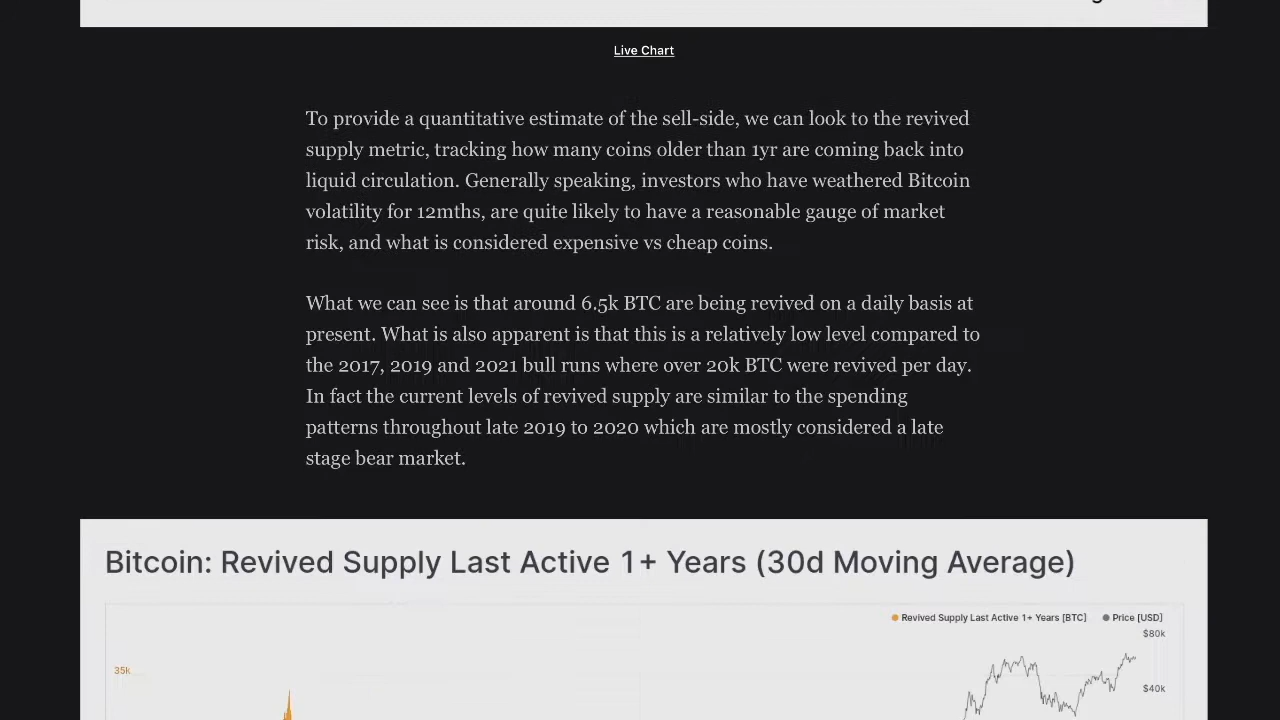 Live Chart
To provide a quantitative estimate of the sell-side, we can look to the revived
supply metric, tracking how many coins older than 1yr are coming back into
liquid circulation. Generally speaking, investors who have weathered Bitcoin
volatility for 12mths, are quite likely to have a reasonable gauge of market
risk, and what is considered expensive vs cheap coins.
What we can see is that around 6.5k BTC are being revived on a daily basis at
present. What is also apparent is that this is a relatively low level compared to
the 2017, 2019 and 2021 bull runs where over 20k BTC were revived per day.
In fact the current levels of revived supply are similar to the spending
patterns throughout late 2019 to 2020 which are mostly considered a late
stage bear market.
Bitcoin: Revived Supply Last Active 1+ Years (30d Moving Average)
Revived Supply Last Active 1+ Years [BTC] Price [USD]
$80k
35k
$40k